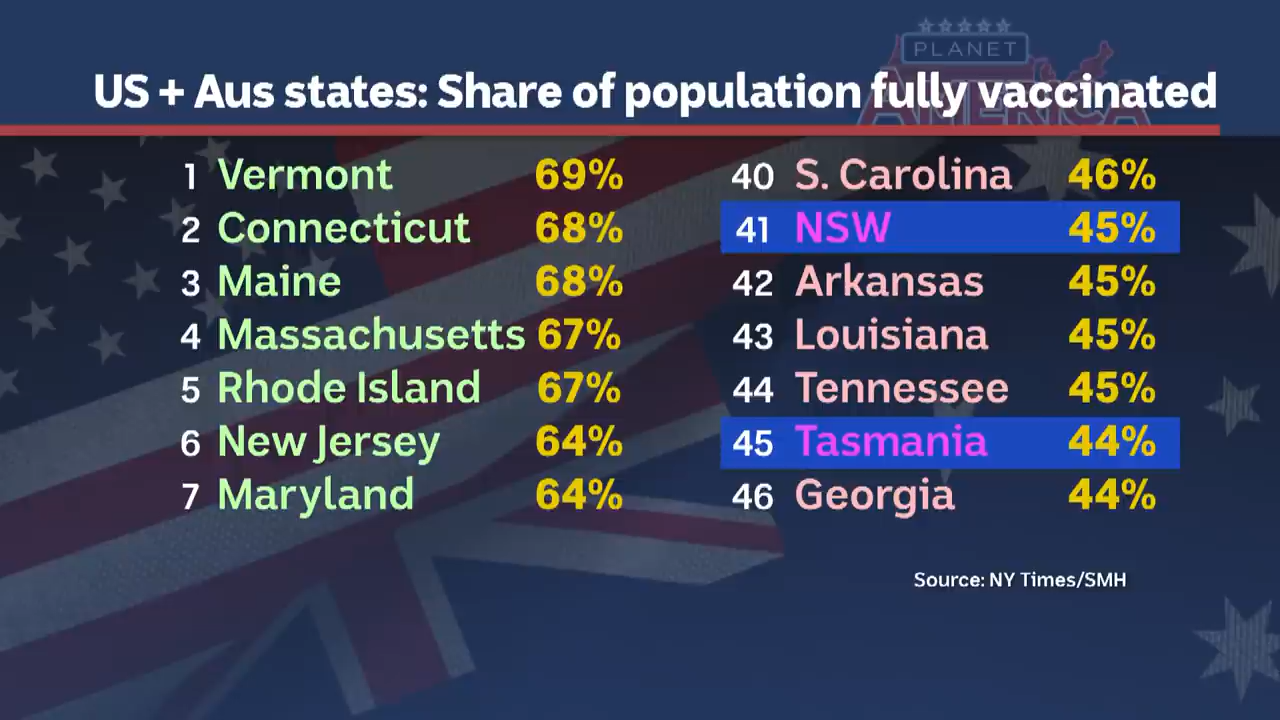 PLANET
AMERICA
US + Aus states: Share of population fully vaccinated
1 Vermont 69%
2 Connecticut 68%
3 Maine 68%
4 Massachusetts 67%
5 Rhode Island 67%
6 New Jersey 64%
7 Maryland 64%
40 S. Carolina 46%
41 NSW 45%
42 Arkansas 45%
43 Louisiana 45%
44 Tennessee 45%
45 Tasmania 44%
46 Georgia 44%
Source: NY Times/SMH